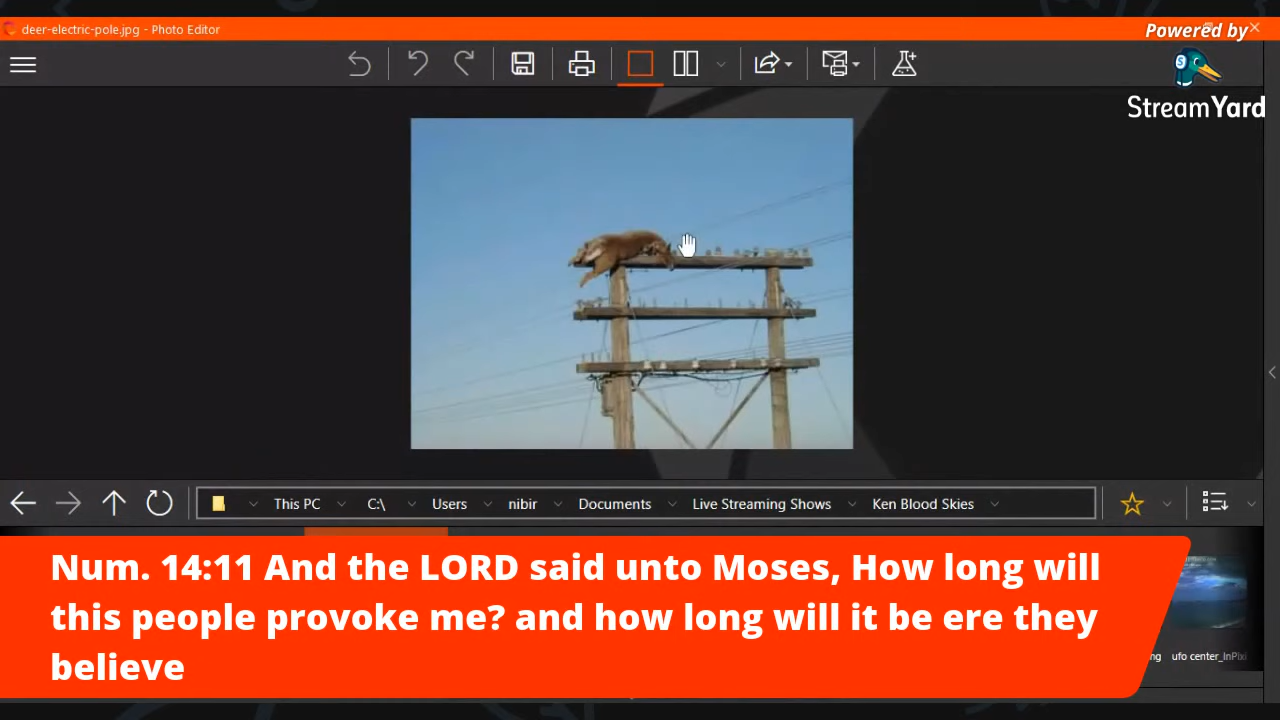 deer-electric-pole.jpg - Photo Editor
Powered by
S
StreamYard
This PC
C:\
Users
nibir
Documents
Live Streaming Shows
Ken Blood Skies
Num. 14:11 And the LORD said unto Moses, How long will
this people provoke me? and how long will it be ere they
believe
ng
ufo center_InPixi